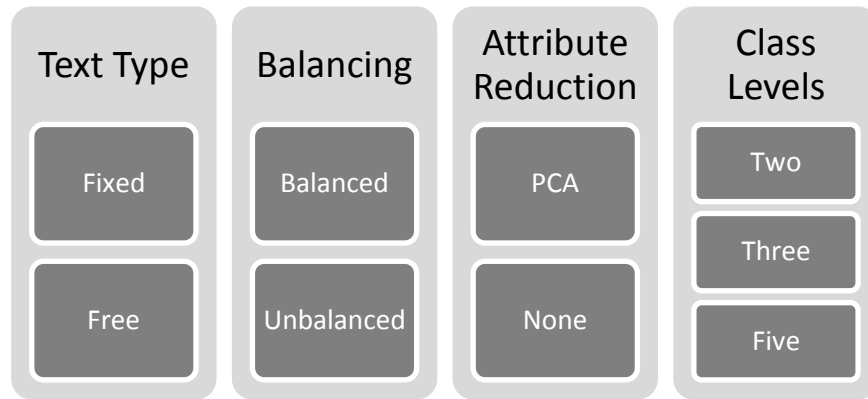 Text Type
Fixed
Free
Balancing
Balanced
Unbalanced
Attribute
Reduction
PCA
None
Class
Levels
Two
Three
Five